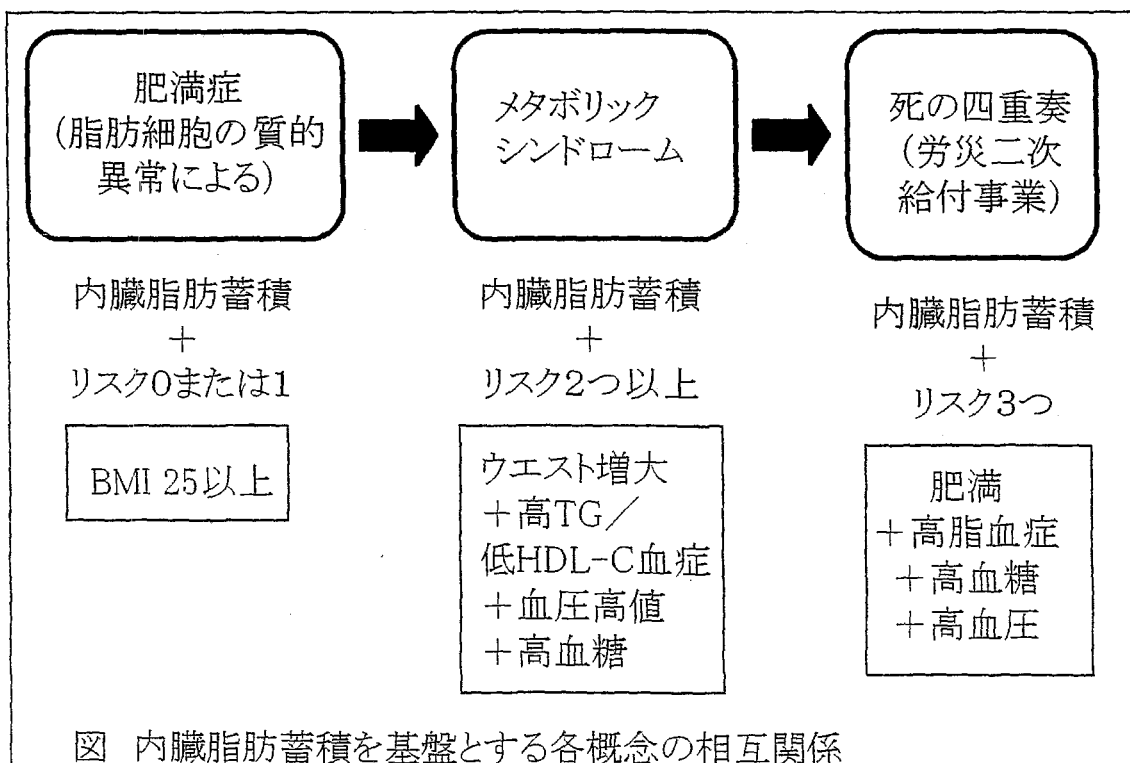 肥満症
(脂肪細胞の質的
異常による)
内臓脂肪蓄積
+
リスク0または1
BMI 25以上
メタボリック
シンドローム
内臓脂肪蓄積
+
リスク2つ以上
ウエスト増大
+高TG/
低HDL-C血症
+血圧高値
+高血糖
死の四重奏
(労災二次
給付事業)
内臓脂肪蓄積
+
リスク3つ
肥満
+高脂血症
+高血糖
+高血圧
図 内臓脂肪蓄積を基盤とする各概念の相互関係